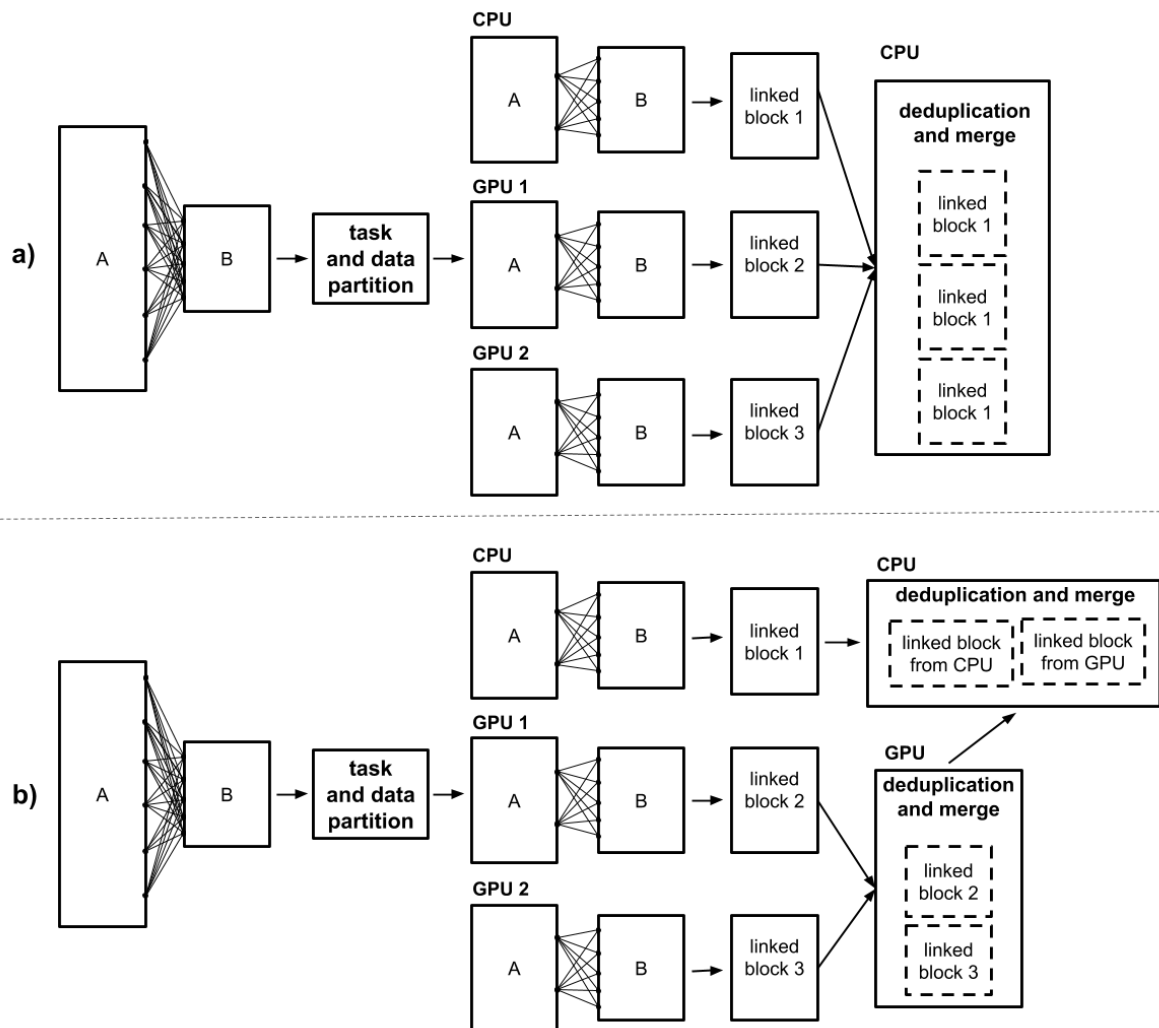 a)
A
B
task
and data
partition
CPU
A
B
linked
block 1
GPU 1
A
B
linked
block 2
GPU 2
A
B
linked
block 3
CPU
deduplication
and merge
linked
block 1
linked
block 1
linked
block 1
b)
A
B
task
and data
partition
CPU
A
B
linked
block 1
GPU 1
A
B
linked
block 2
GPU 2
A
B
linked
block 3
CPU
deduplication and merge
linked block
from CPU
linked block
from GPU
GPU
deduplication
and merge
linked
block 2
linked
block 3